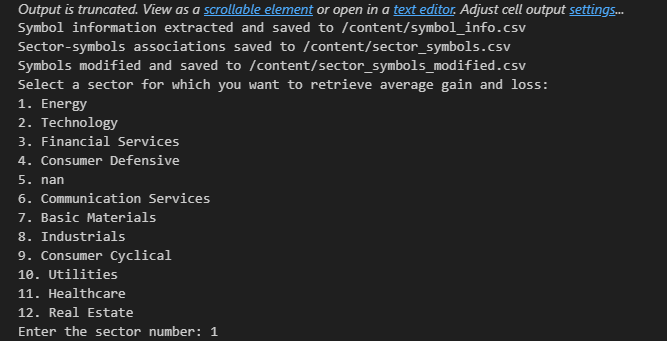 Output is truncated. View as a scrollable element or open in a text editor. Adjust cell output settings...
Symbol information extracted and saved to /content/symbol_info.csv
Sector-symbols associations saved to /content/sector_symbols.csv
Symbols modified and saved to /content/sector_symbols_modified.csv
Select a sector for which you want to retrieve average gain and loss:
1. Energy
2. Technology
3. Financial Services
4. Consumer Defensive
5. nan
6. Communication Services
7. Basic Materials
8. Industrials
9. Consumer Cyclical
10. Utilities
11. Healthcare
12. Real Estate
Enter the sector number: 1